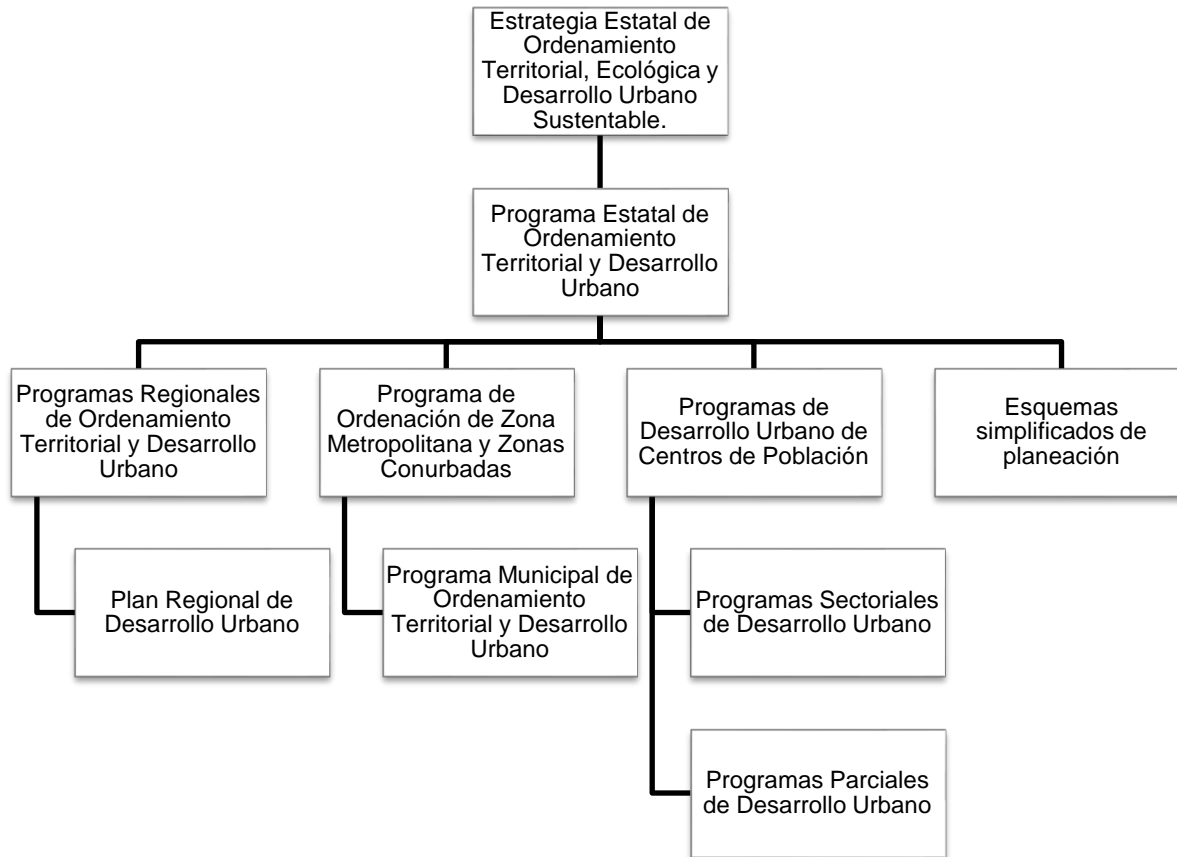 Estrategia Estatal de
Ordenamiento
Territorial, Ecológica y
Desarrollo Urbano
Sustentable.
Programa Estatal de
Ordenamiento
Territorial y Desarrollo
Urbano
Programas Regionales
de Ordenamiento
Territorial y Desarrollo
Urbano
Programa de
Ordenación de Zona
Metropolitana y Zonas
Conurbadas
Programas de
Desarrollo Urbano de
Centros de Población
Esquemas
simplificados de
planeación
Plan Regional de
Desarrollo Urbano
Programa Municipal de
Ordenamiento
Territorial y Desarrollo
Urbano
Programas Sectoriales
de Desarrollo Urbano
Programas Parciales
de Desarrollo Urbano